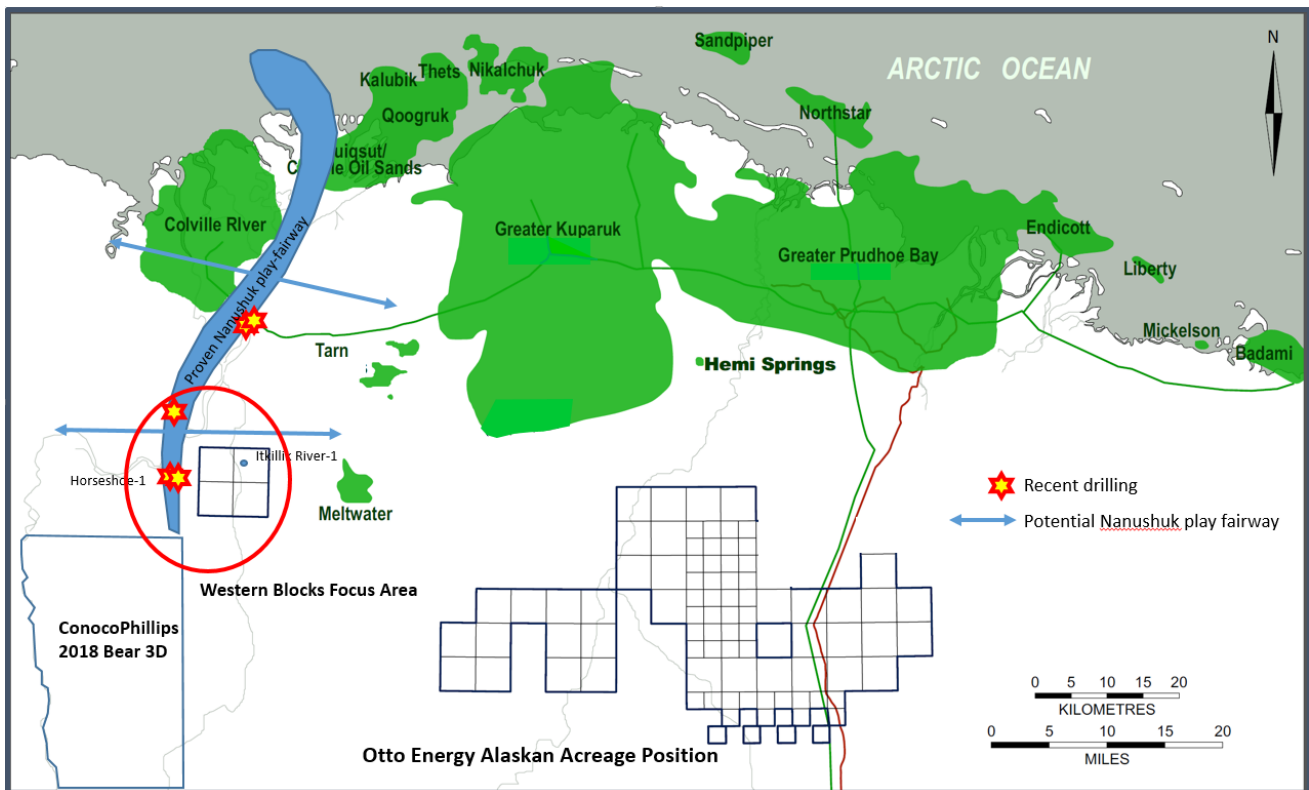 Sandpiper
N
ARCTIC OCEAN
Thets
Nikalchuk
Kalubik
Northstar
Qoogruk
Oil Sands
Colville RIver
Proven Nanushuk play-fairway
Greater Kuparuk
Endicott
Greater Prudhoe Bay
Liberty
Mickelson
Tarn
Badami
Hemi Springs
Itkillik River-1
Horseshoe-1
Recent drilling
Meltwater
Potential Nanushuk play fairway
Western Blocks Focus Area
ConocoPhillips
2018 Bear 3D
0 5 10 15 20
KILOMETRES
Otto Energy Alaskan Acreage Position
0 5 10 15 20
MILES